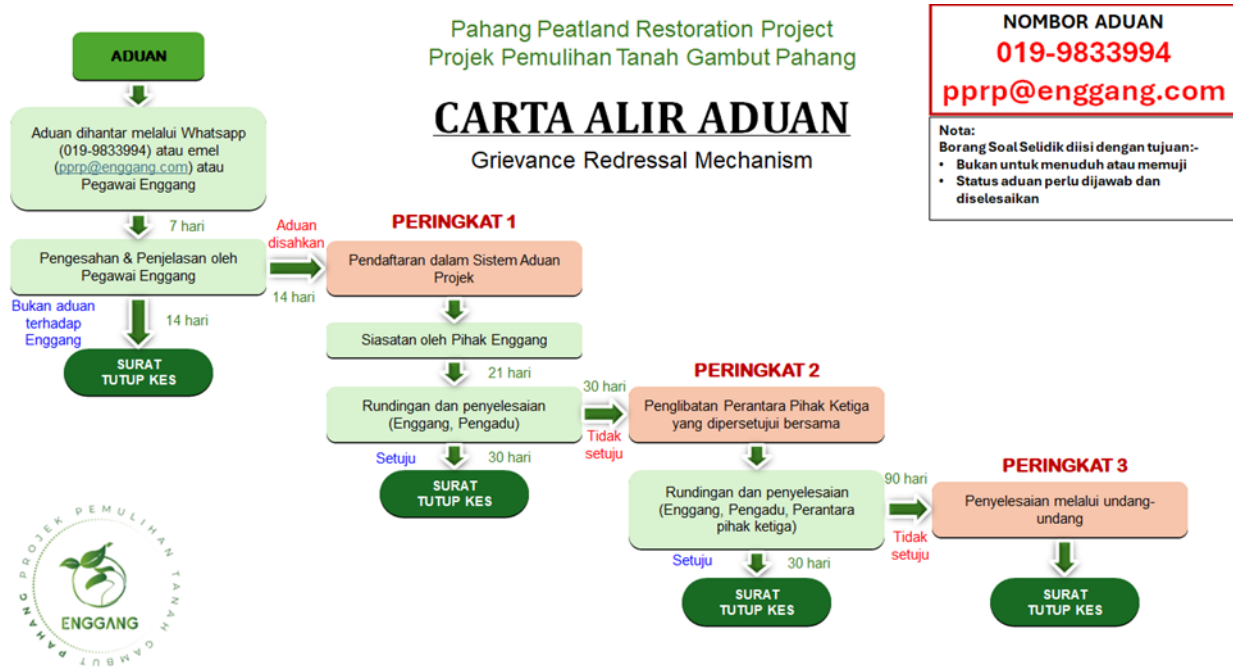 Pahang Peatland Restoration Project
Projek Pemulihan Tanah Gambut Pahang
CARTA ALIR ADUAN
Grievance Redressal Mechanism
NOMBOR ADUAN
019-9833994
pprp@enggang.com
Nota:
Borang Soal Selidik diisi dengan tujuan:-
• Bukan untuk menuduh atau memuji
• Status aduan perlu dijawab dan
diselesaikan
ADUAN
Aduan dihantar melalui Whatsapp
(019-9833994) atau emel
(pprp@enggang.com) atau
Pegawai Enggang
7 hari
Pengesahan & Penjelasan oleh
Pegawai Enggang
Bukan aduan
terhadap
Enggang
14 hari
SURAT
TUTUP KES
Aduan
disahkan
14 hari
PERINGKAT 1
Pendaftaran dalam Sistem Aduan
Projek
Siasatan oleh Pihak Enggang
21 hari
Rundingan dan penyelesaian
(Enggang, Pengadu)
Setuju
30 hari
SURAT
TUTUP KES
30 hari
Tidak
setuju
PERINGKAT 2
Penglibatan Perantara Pihak Ketiga
yang dipersetujui bersama
Rundingan dan penyelesaian
(Enggang, Pengadu, Perantara
pihak ketiga)
Setuju
30 hari
SURAT
TUTUP KES
90 hari
Tidak
setuju
PERINGKAT 3
Penyelesaian melalui undang-
undang
SURAT
TUTUP KES
PAHANG PROJEK PEMULIHAN TANAH GAMBUT
ENGGANG